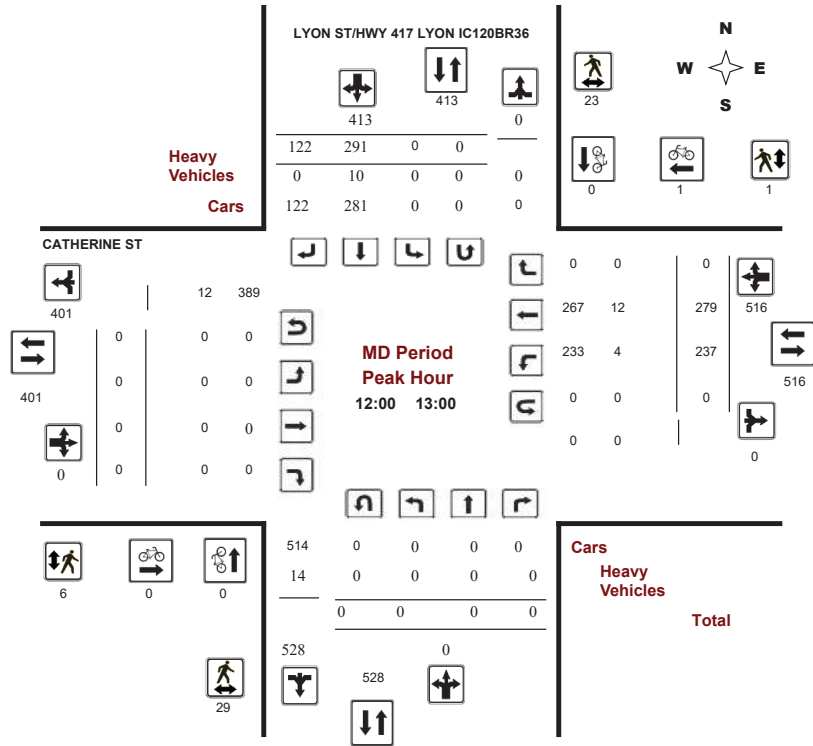 LYON ST/HWY 417 LYON IC120BR36
N
W E
S
413
23
413 0
122 291 0 0
Heavy
Vehicles
0 10 0 0 0
0 1 1
Cars 122 281 0 0 0
CATHERINE ST
0 0 0
12 389
401
267 12 279 516
0 0 0
MD Period
233 4 237
Peak Hour
0 0 0
516
401
12:00 13:00
0 0 0
0 0 0
0 0
0
0
0 0 0
514 0 0 0 0
Cars
14 0 0 0 0
Heavy
Vehicles
6 0 0
0 0 0 0
Total
528 0
528
29